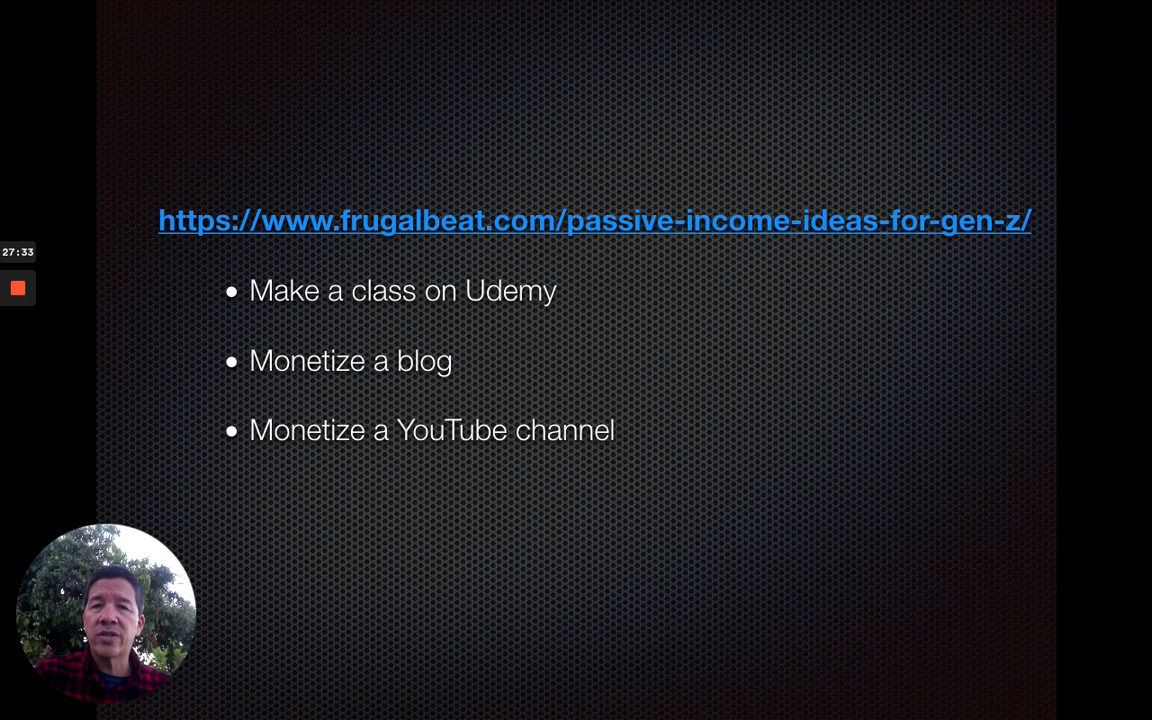 https://www.frugalbeat.com/passive-income-ideas-for-gen-z/
27:33
• Make a class on Udemy
• Monetize a blog
• Monetize a YouTube channel